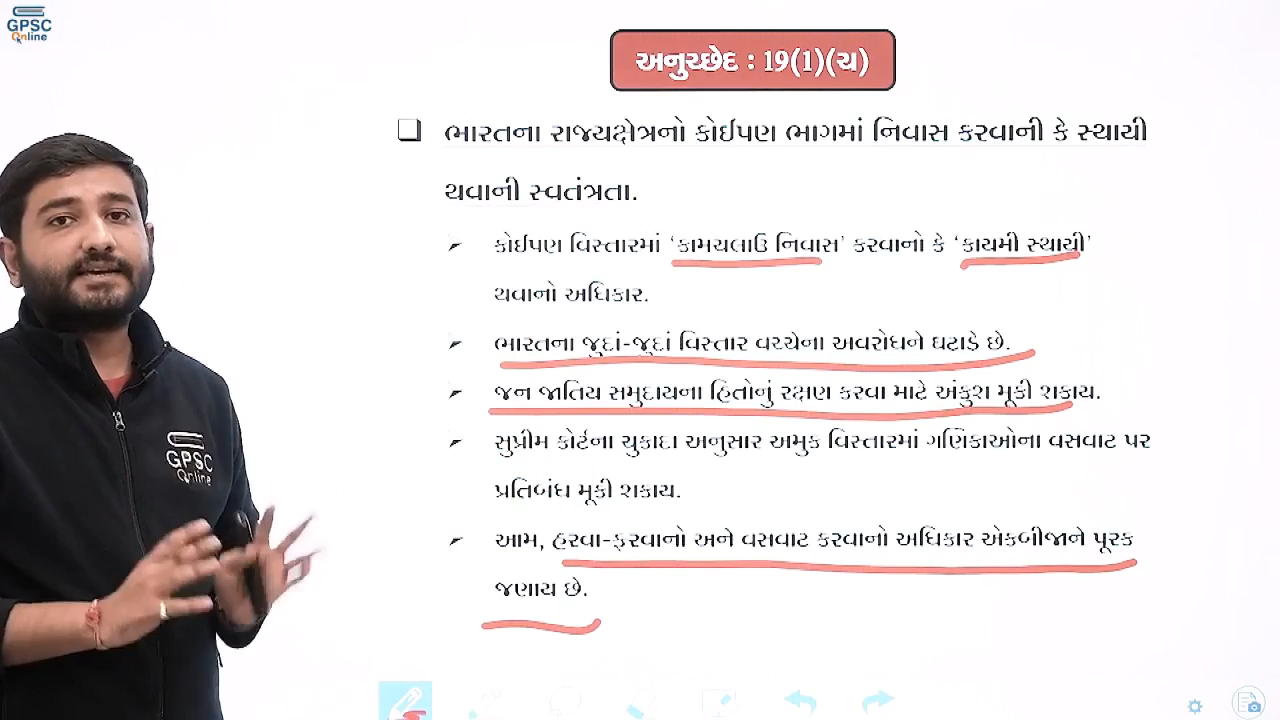 GPSC
Online
અનુચ્છેદ : 19(1)(ચ)
ભારતના રાજ્યક્ષેત્રનો કોઈપણ ભાગમાં નિવાસ કરવાની કે સ્થાયી
થવાની સ્વતંત્રતા.
કોઈપણ વિસ્તારમાં ‘કામચલાઉ નિવાસ’ કરવાનો કે ‘કાયમી સ્થાયી’
થવાનો અધિકાર.
ભારતના જુદાં-જુદાં વિસ્તાર વચ્ચેના અવરોધને ઘટાડે છે.
જન જાતિય સમુદાયના હિતોનું રક્ષણ કરવા માટે અંકુશ મૂકી શકાય.
સુપ્રીમ કોર્ટના ચુકાદા અનુસાર અમુક વિસ્તારમાં ગણિકાઓના વસવાટ પર
પ્રતિબંધ મૂકી શકાય.
આમ, હરવા-ફરવાનો અને વસવાટ કરવાનો અધિકાર એકબીજાને પૂરક
જણાય છે.
GPSC
Online